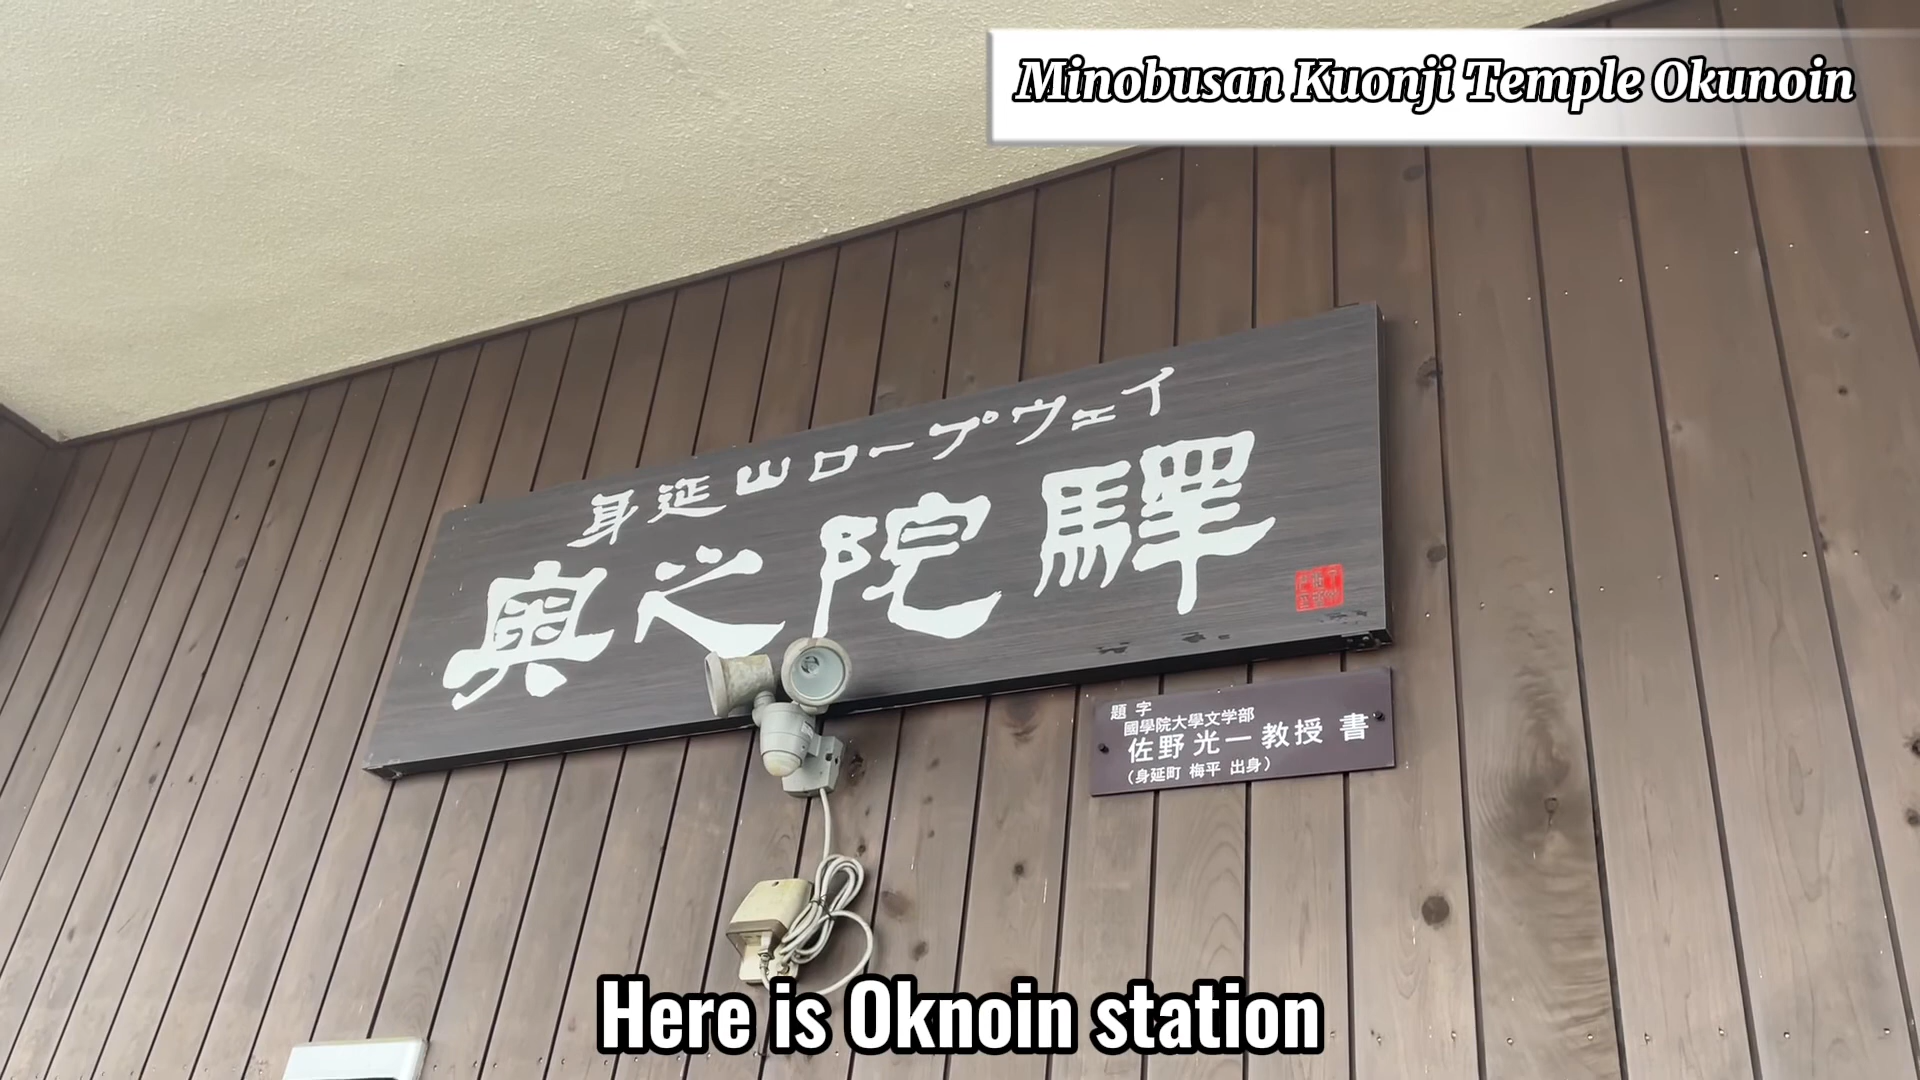 Minobusan Kuonji Temple Okunoin
身延山ロープウェイ
奥之院驛
題字
國學院大學文学部
佐野光一教授 書
（身延町 梅平 出身）
Here is Oknoin station